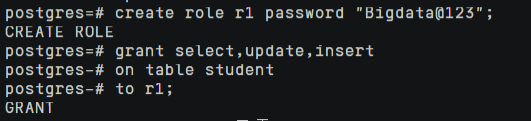 postgres=# create role r1 password "Bigdata@123";
CREATE ROLE
postgres=# grant select,update,insert
postgres-# on table student
postgres-# to r1;
GRANT